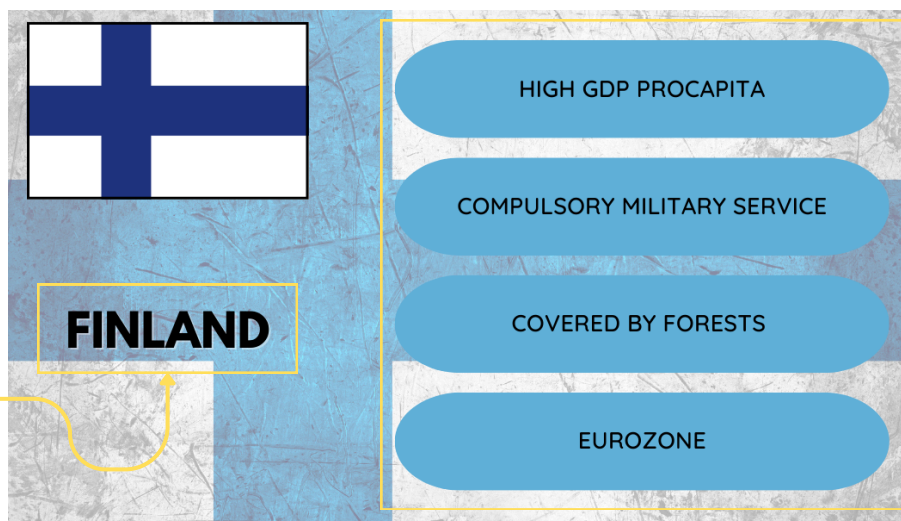 FINLAND
HIGH GDP PROCAPITA
COMPULSORY MILITARY SERVICE
COVERED BY FORESTS
EUROZONE